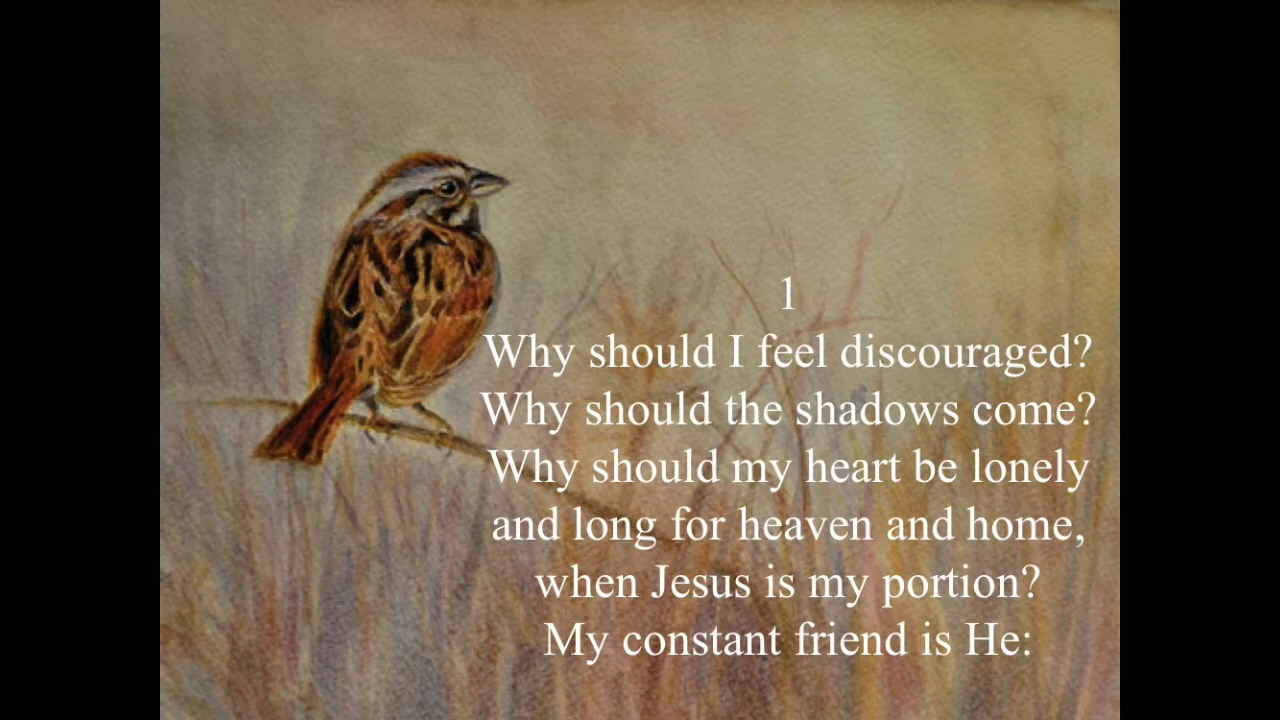 1
Why should I feel discouraged?
Why should the shadows come?
Why should my heart be lonely
and long for heaven and home,
when Jesus is my portion?
My constant friend is He: